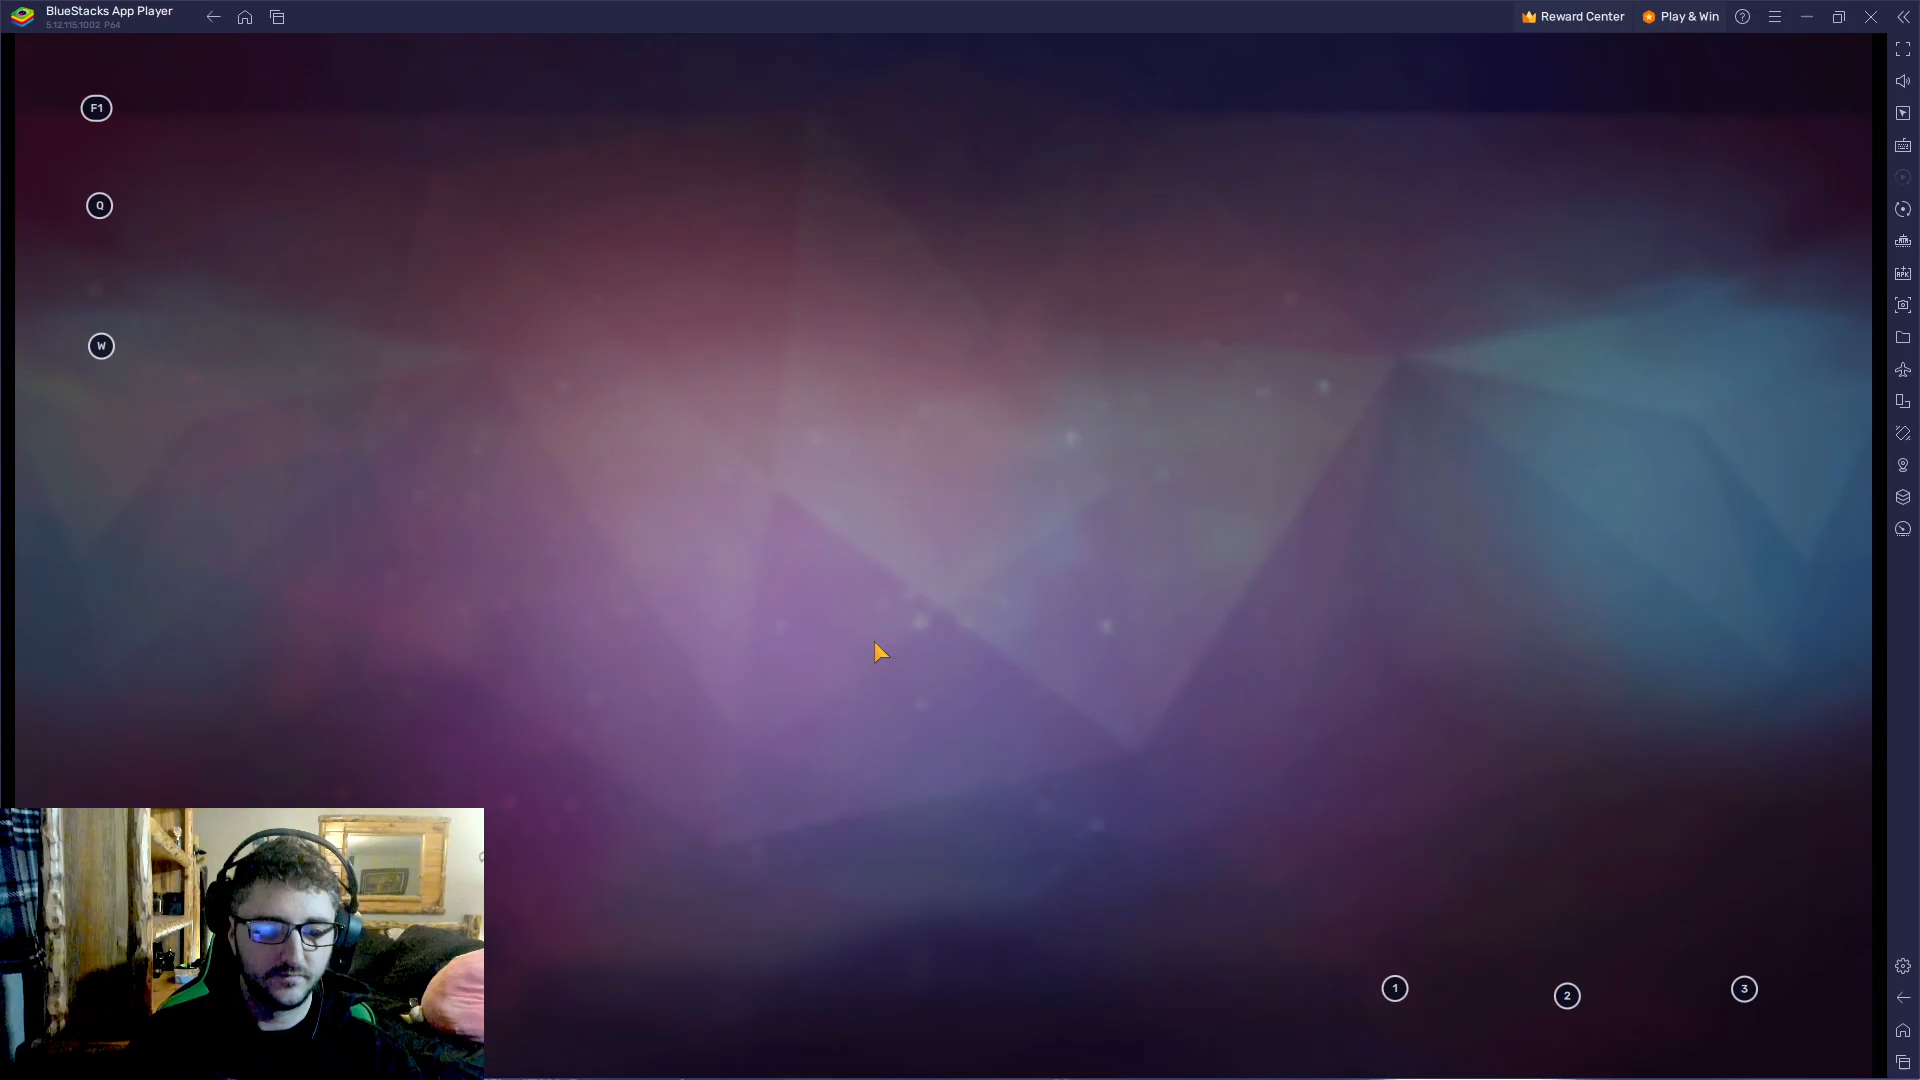 BlueStacks App Player
5.12.115.1002 P64
Reward Center
Play & Win
F1
Q
W
1
2
3